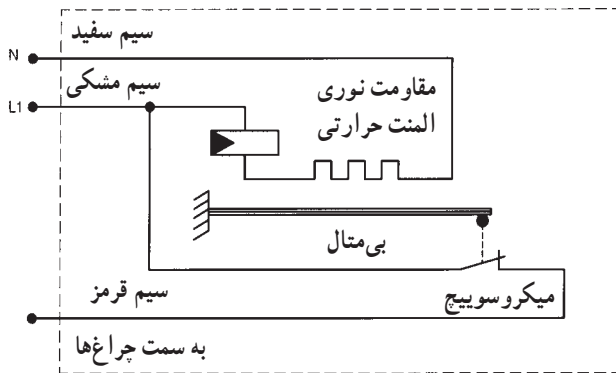 سیم سفید
N
سیم مشکی
L1
مقاومت نوری
المنت حرارتی
بی‌متال
سیم قرمز
میکروسوییچ
به سمت چراغ‌ها